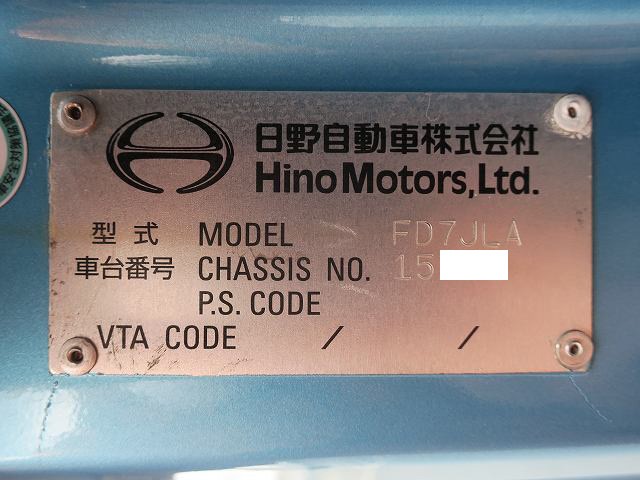 日野自動車株式会社
Hino Motors, Ltd.
型式 MODEL FD7JLA
車台番号 CHASSIS NO. 15
P.S. CODE
VTA CODE / /